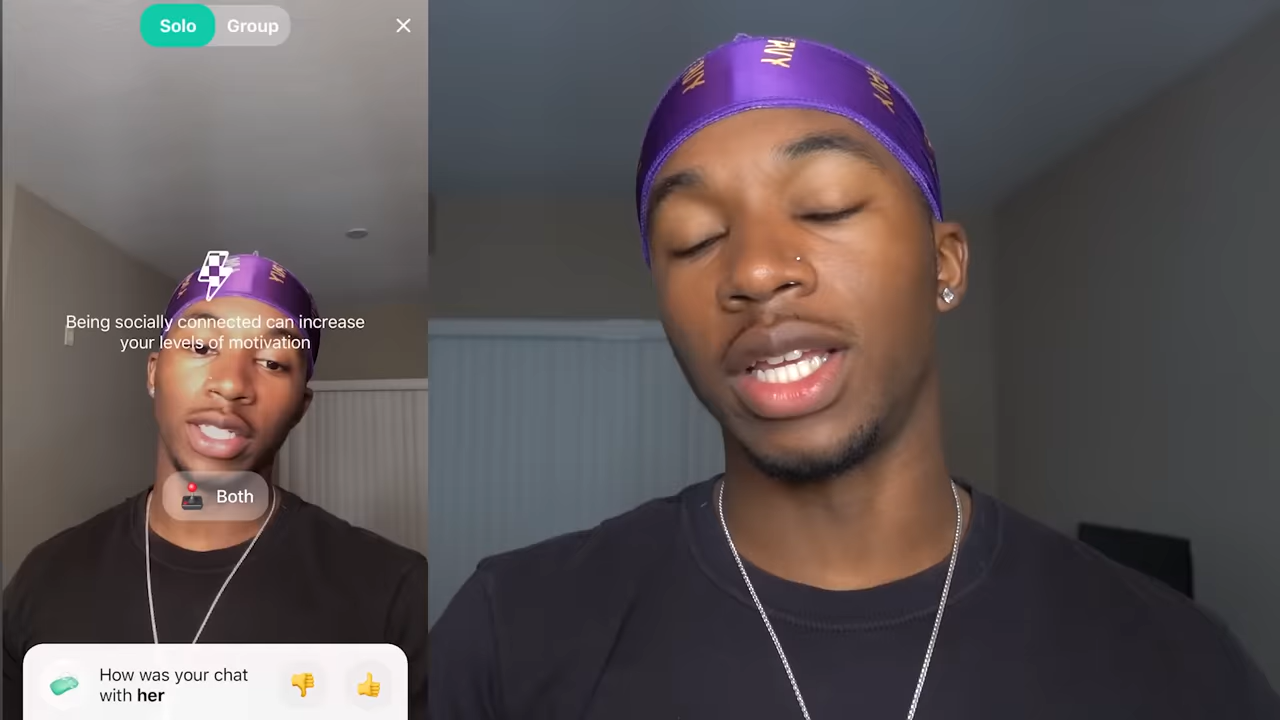 Solo
Group
Being socially connected can increase
your levels of motivation
Both
How was your chat
with her